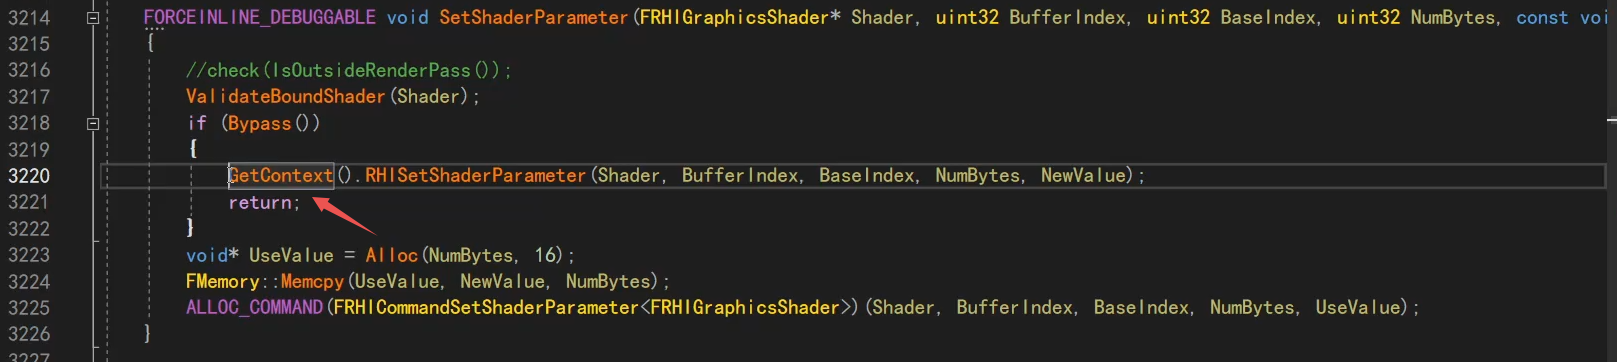 3214 FORCEINLINE_DEBUGGABLE void SetShaderParameter(FRHIGraphicsShader* Shader, uint32 BufferIndex, uint32 BaseIndex, uint32 NumBytes, const voi
3215 {
3216 //check(IsOutsideRenderPass());
3217 ValidateBoundShader(Shader);
3218 if (Bypass())
3219 {
3220 GetContext().RHISetShaderParameter(Shader, BufferIndex, BaseIndex, NumBytes, NewValue);
3221 return;
3222 }
3223 void* UseValue = Alloc(NumBytes, 16);
3224 FMemory::Memcpy(UseValue, NewValue, NumBytes);
3225 ALLOC_COMMAND(FRHICommandSetShaderParameter<FRHIGraphicsShader>)(Shader, BufferIndex, BaseIndex, NumBytes, UseValue);
3226 }
3227